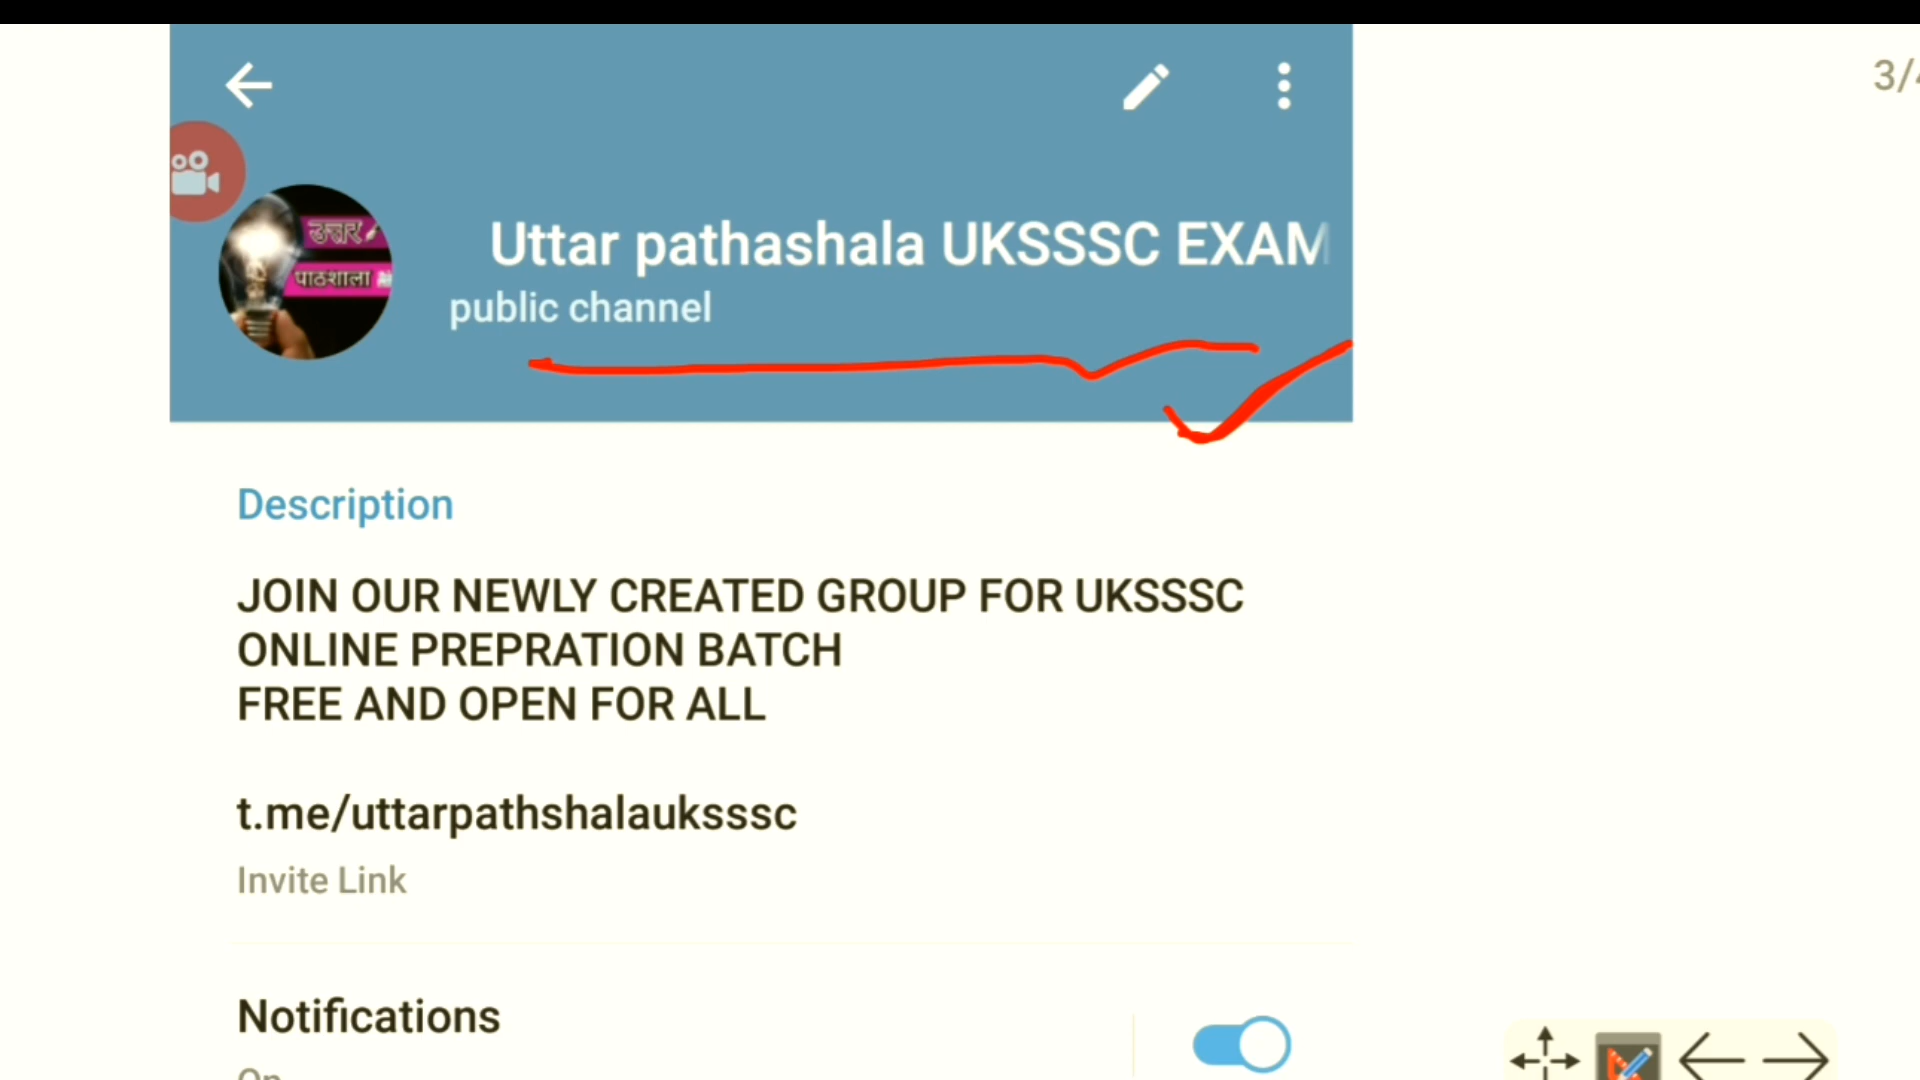 3/
उत्तर
पाठशाला
Uttar pathashala UKSSSC EXAM
public channel
Description
JOIN OUR NEWLY CREATED GROUP FOR UKSSSC
ONLINE PREPRATION BATCH
FREE AND OPEN FOR ALL
t.me/uttarpathshalauksssc
Invite Link
Notifications
On